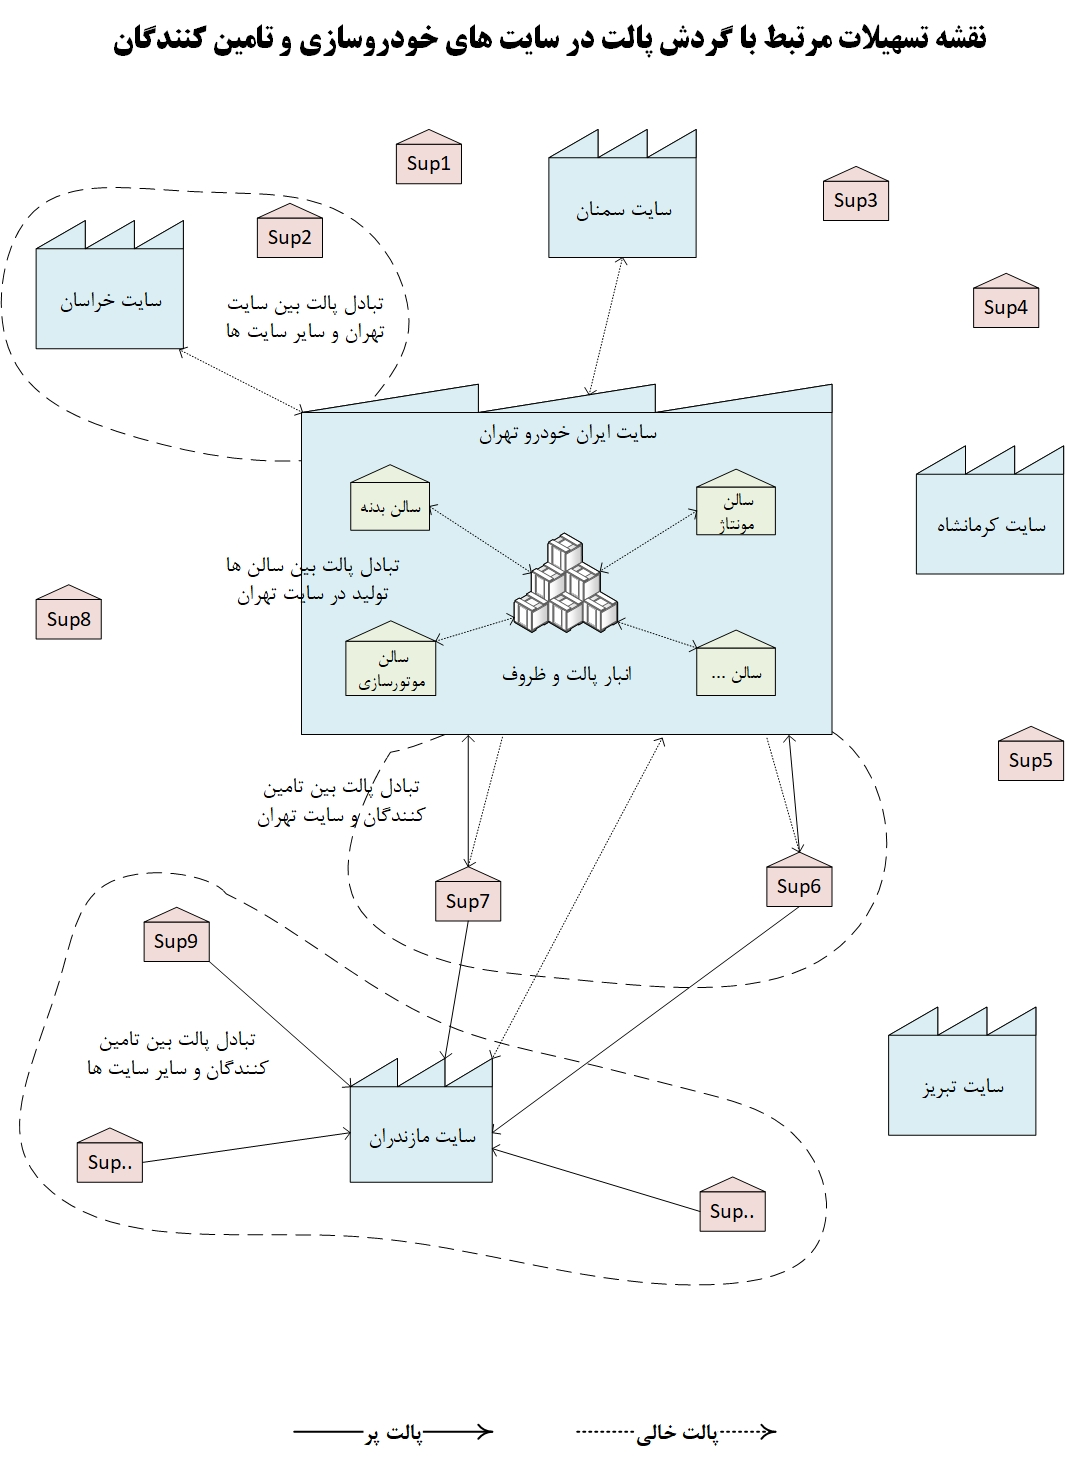 نقشه تسهیلات مرتبط با گردش پالت در سایت های خودروسازی و تامین کنندگان
Sup1
سایت سمنان
Sup3
Sup2
سایت خراسان
تبادل پالت بین سایت
تهران و سایر سایت ها
Sup4
سایت ایران خودرو تهران
سالن بدنه
سالن
مونتاژ
سایت کرمانشاه
تبادل پالت بین سالن ها
تولید در سایت تهران
Sup8
سالن
موتورسازی
انبار پالت و ظروف
سالن ...
Sup5
تبادل پالت بین تامین
کنندگان و سایت تهران
Sup7
Sup6
Sup9
تبادل پالت بین تامین
کنندگان و سایر سایت ها
سایت تبریز
سایت مازندران
Sup..
Sup..
پالت پر
پالت خالی